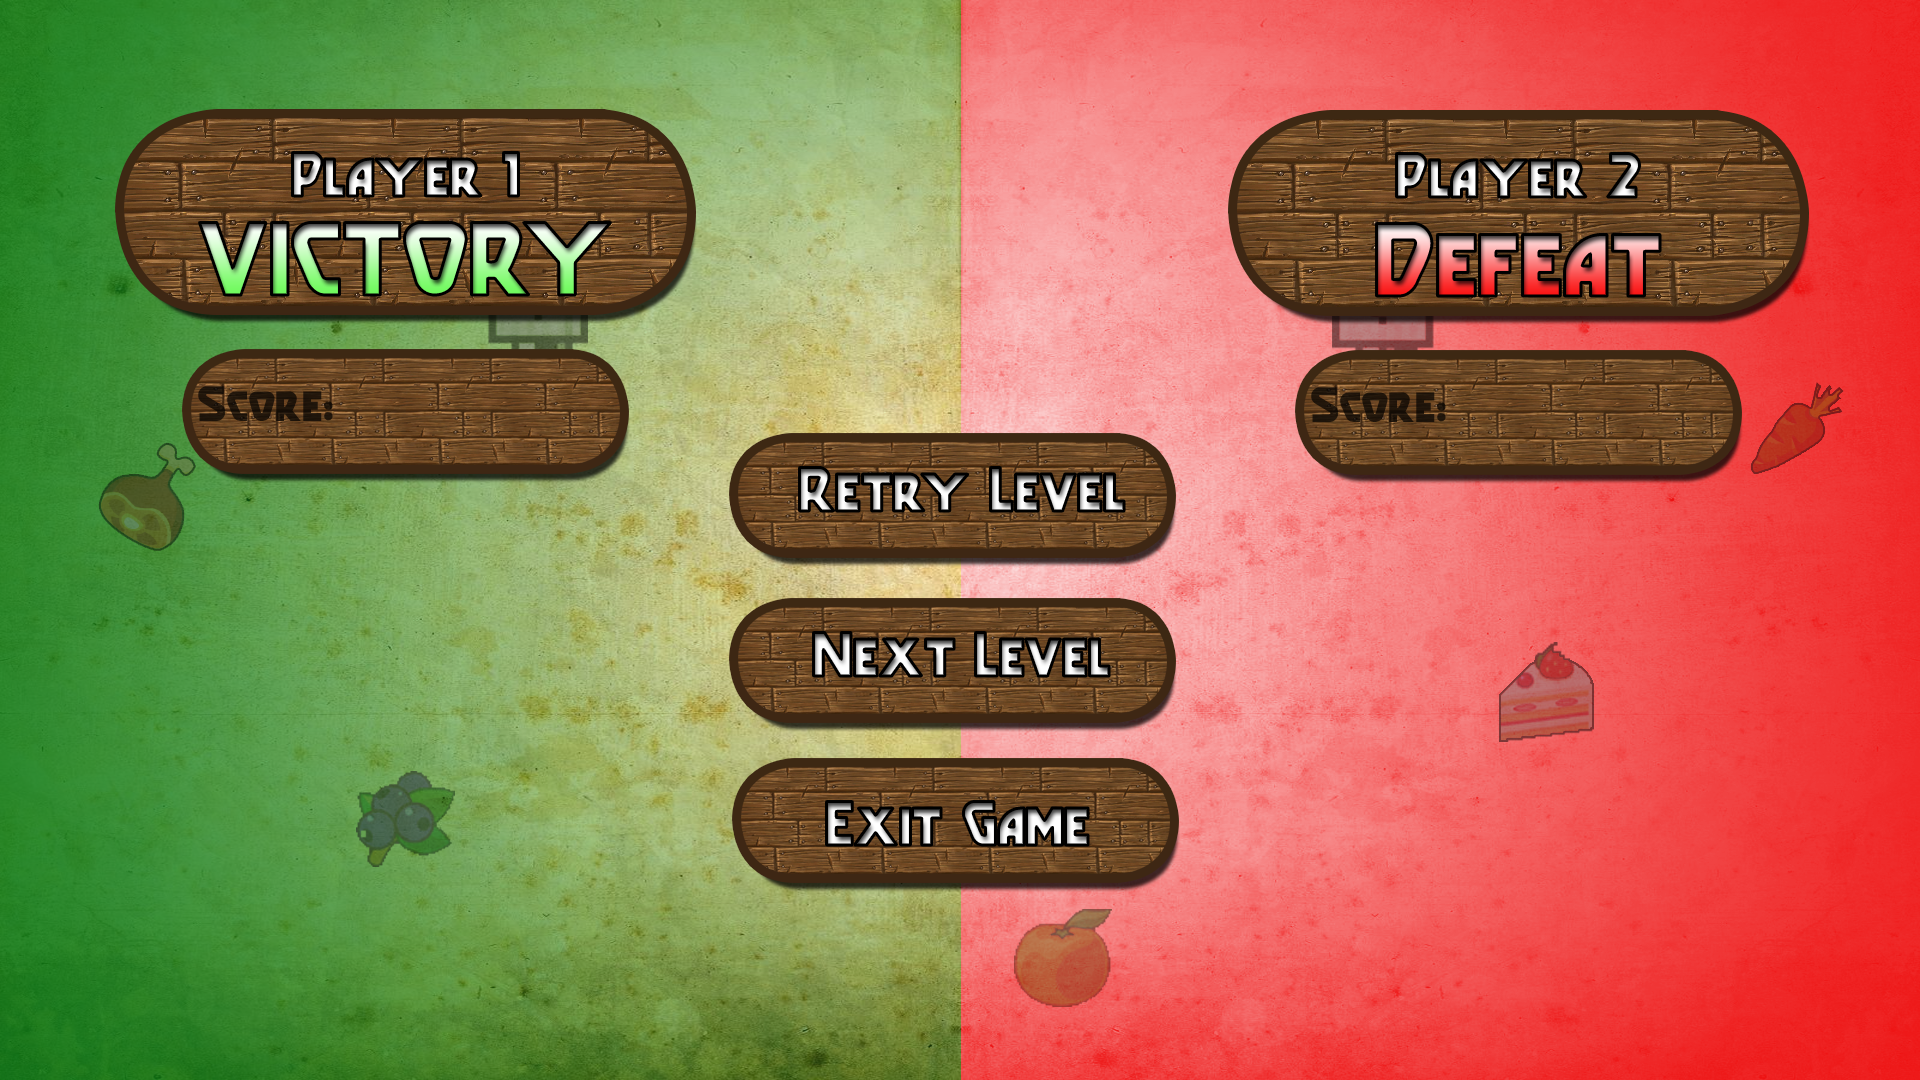 Player 1
VICTORY
Score:
Player 2
Defeat
Score:
Retry Level
Next Level
Exit Game